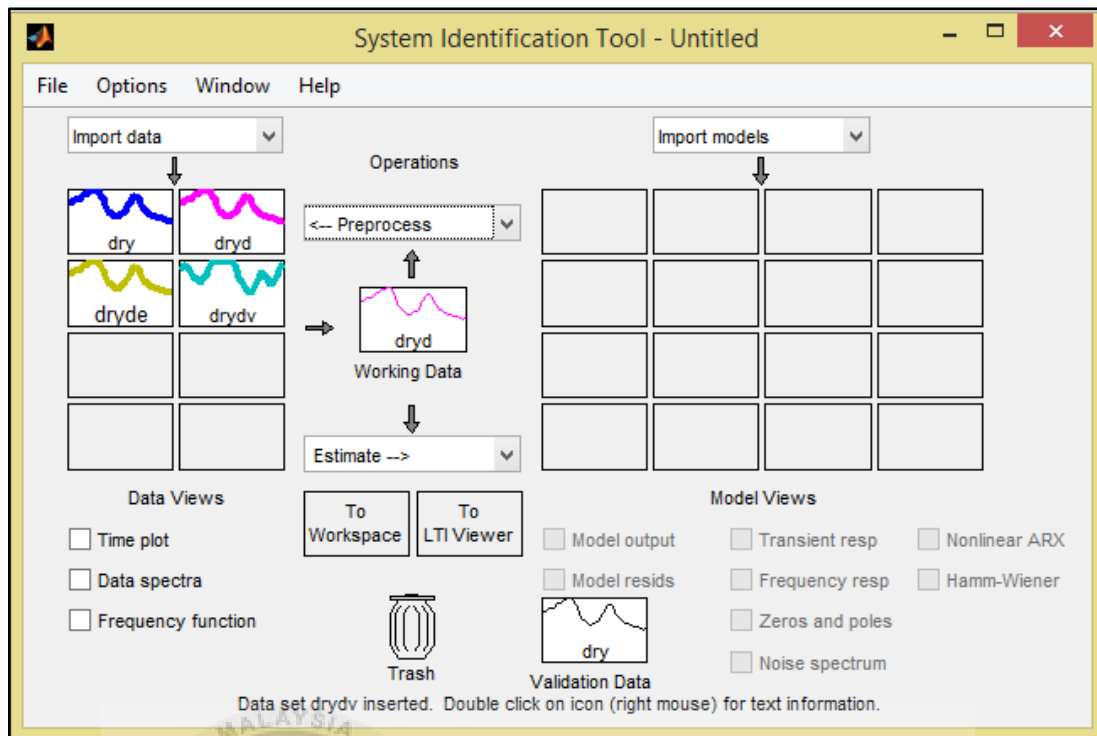 System Identification Tool - Untitled
File Options Window Help
Import data
Import models
Operations
dry
dryd
<-- Preprocess
dryde
drydv
dryd
Working Data
Estimate -->
Data Views
Model Views
To Workspace
To LTI Viewer
Time plot
Data spectra
Frequency function
Model output
Transient resp
Nonlinear ARX
Model resids
Frequency resp
Hamm-Wiener
Zeros and poles
Noise spectrum
Trash
dry
Validation Data
Data set drydv inserted. Double click on icon (right mouse) for text information.
MALAYSIA